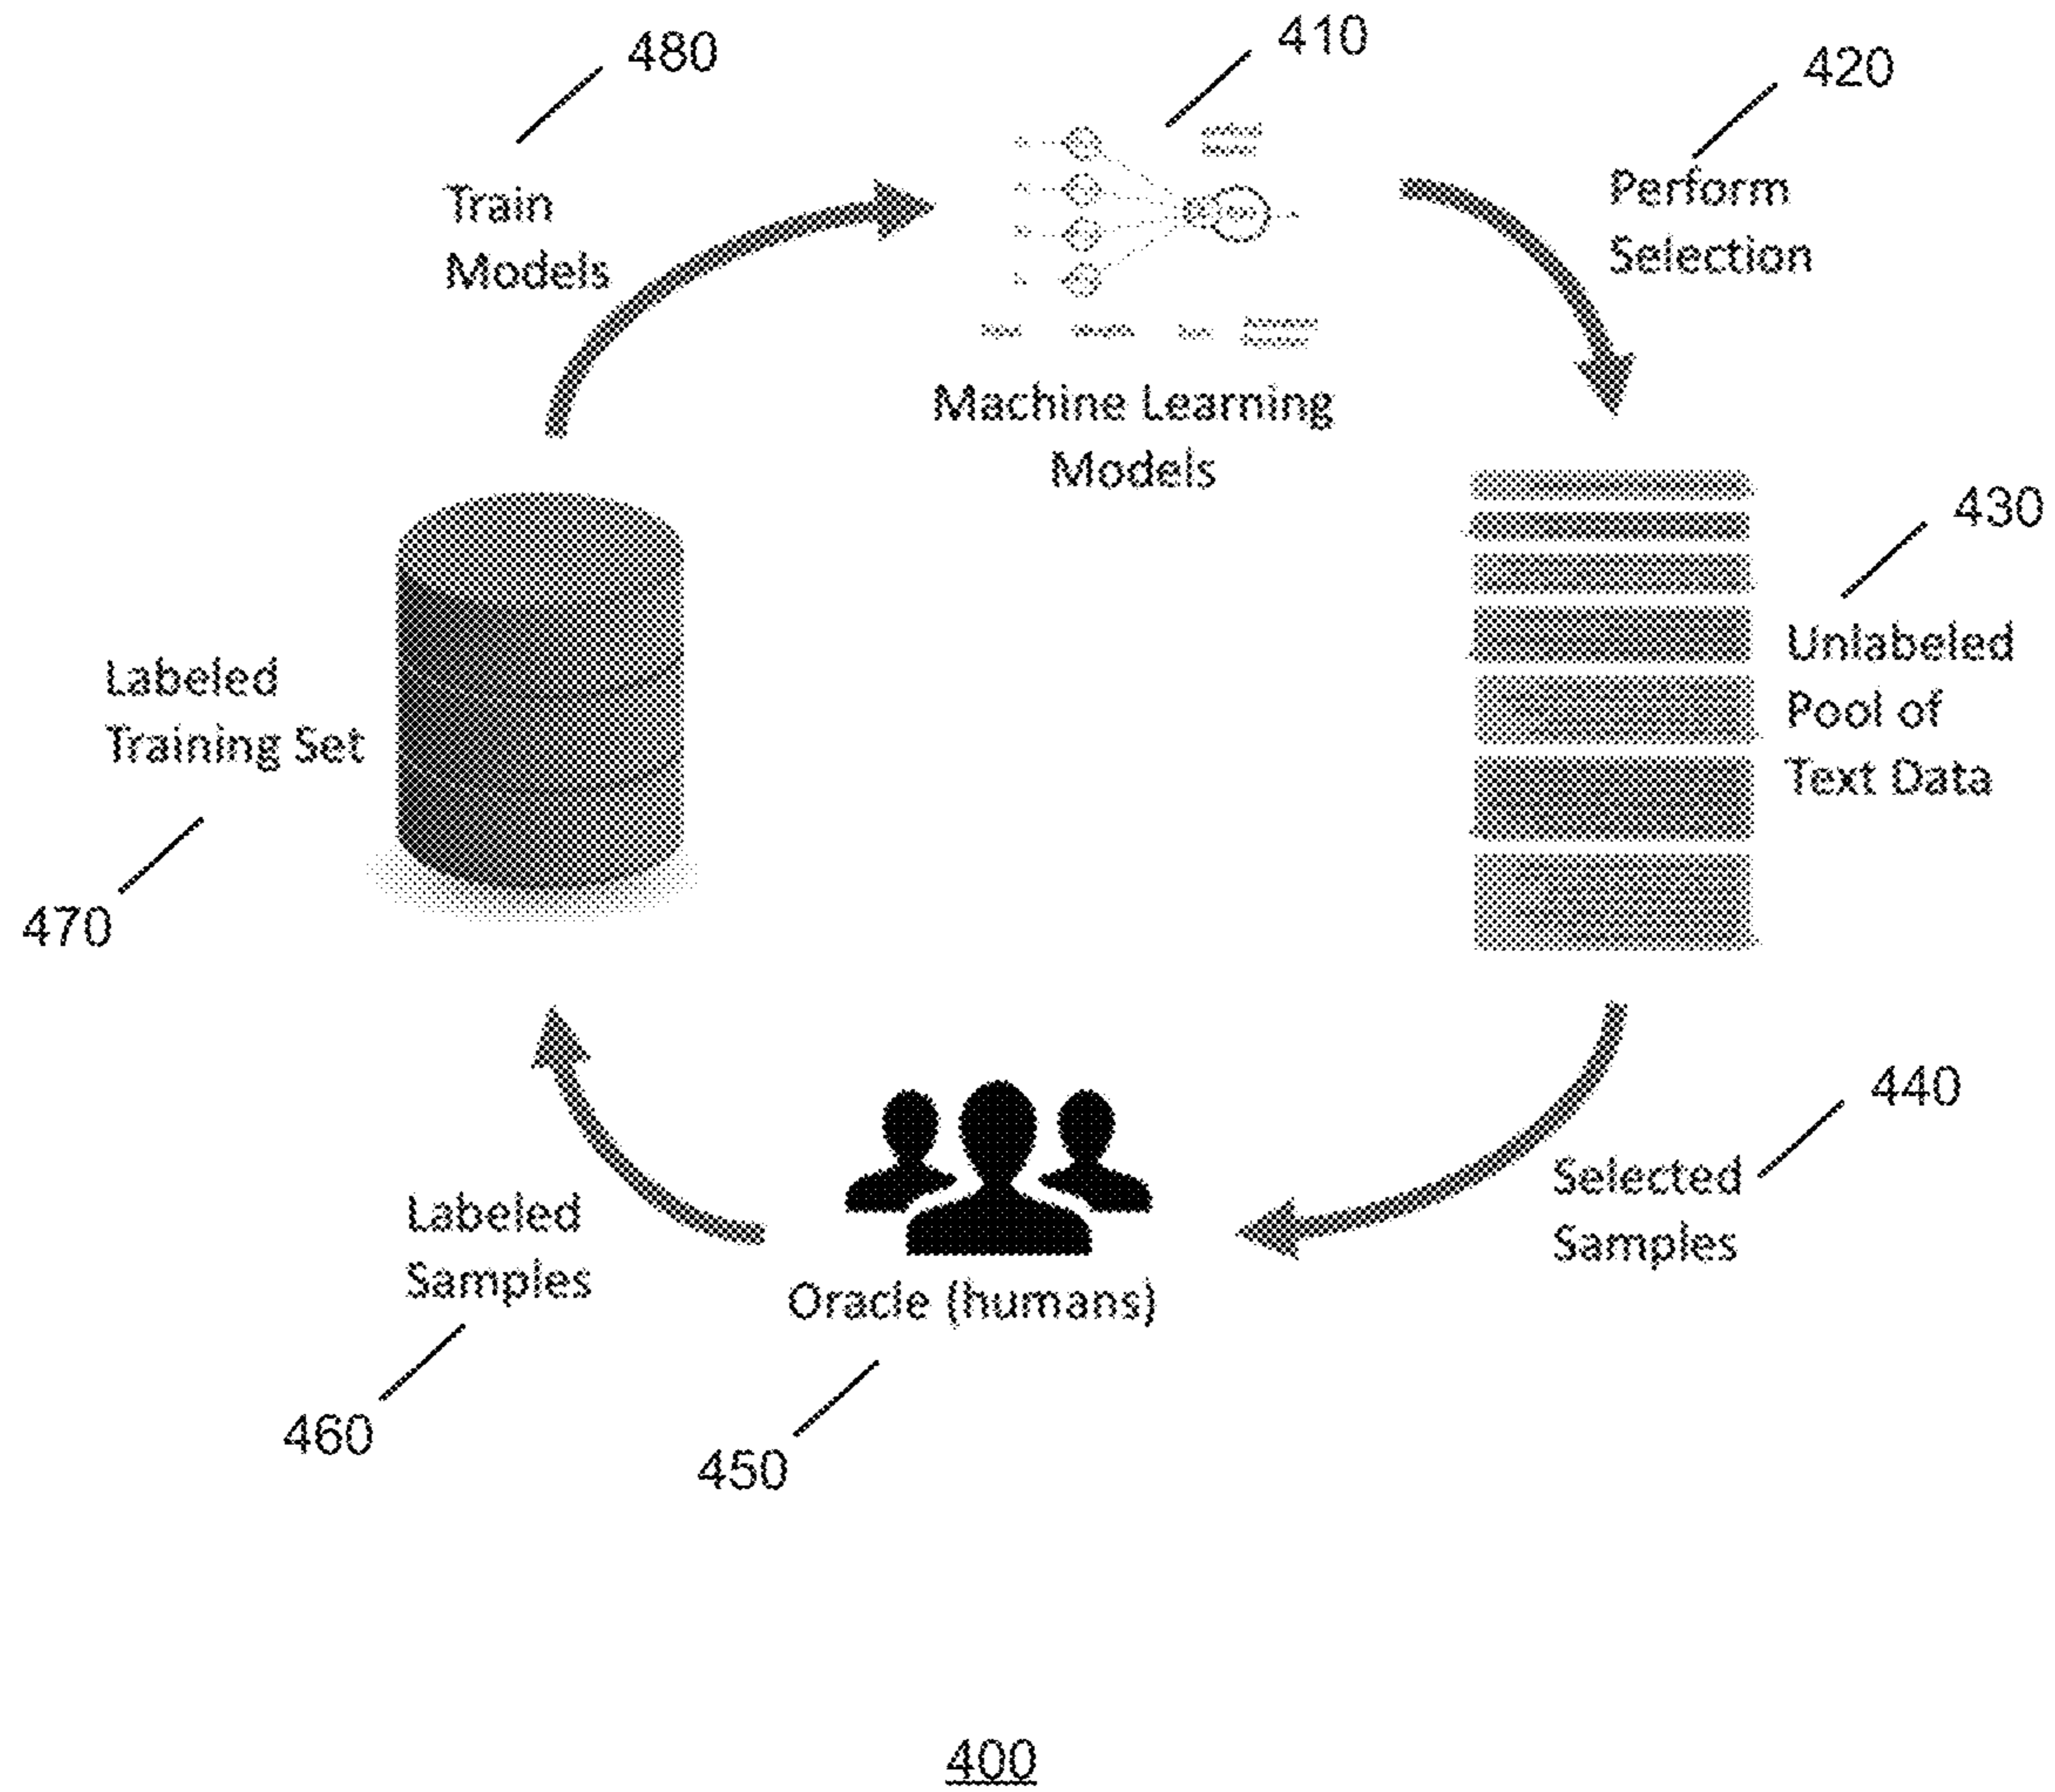 480
410
420
Train
Models
Perform
Selection
Machine Learning
Models
430
Unlabeled
Pool of
Text Data
Labeled
Training Set
470
440
Selected
Samples
Labeled
Samples
Oracle (humans)
460
450
400